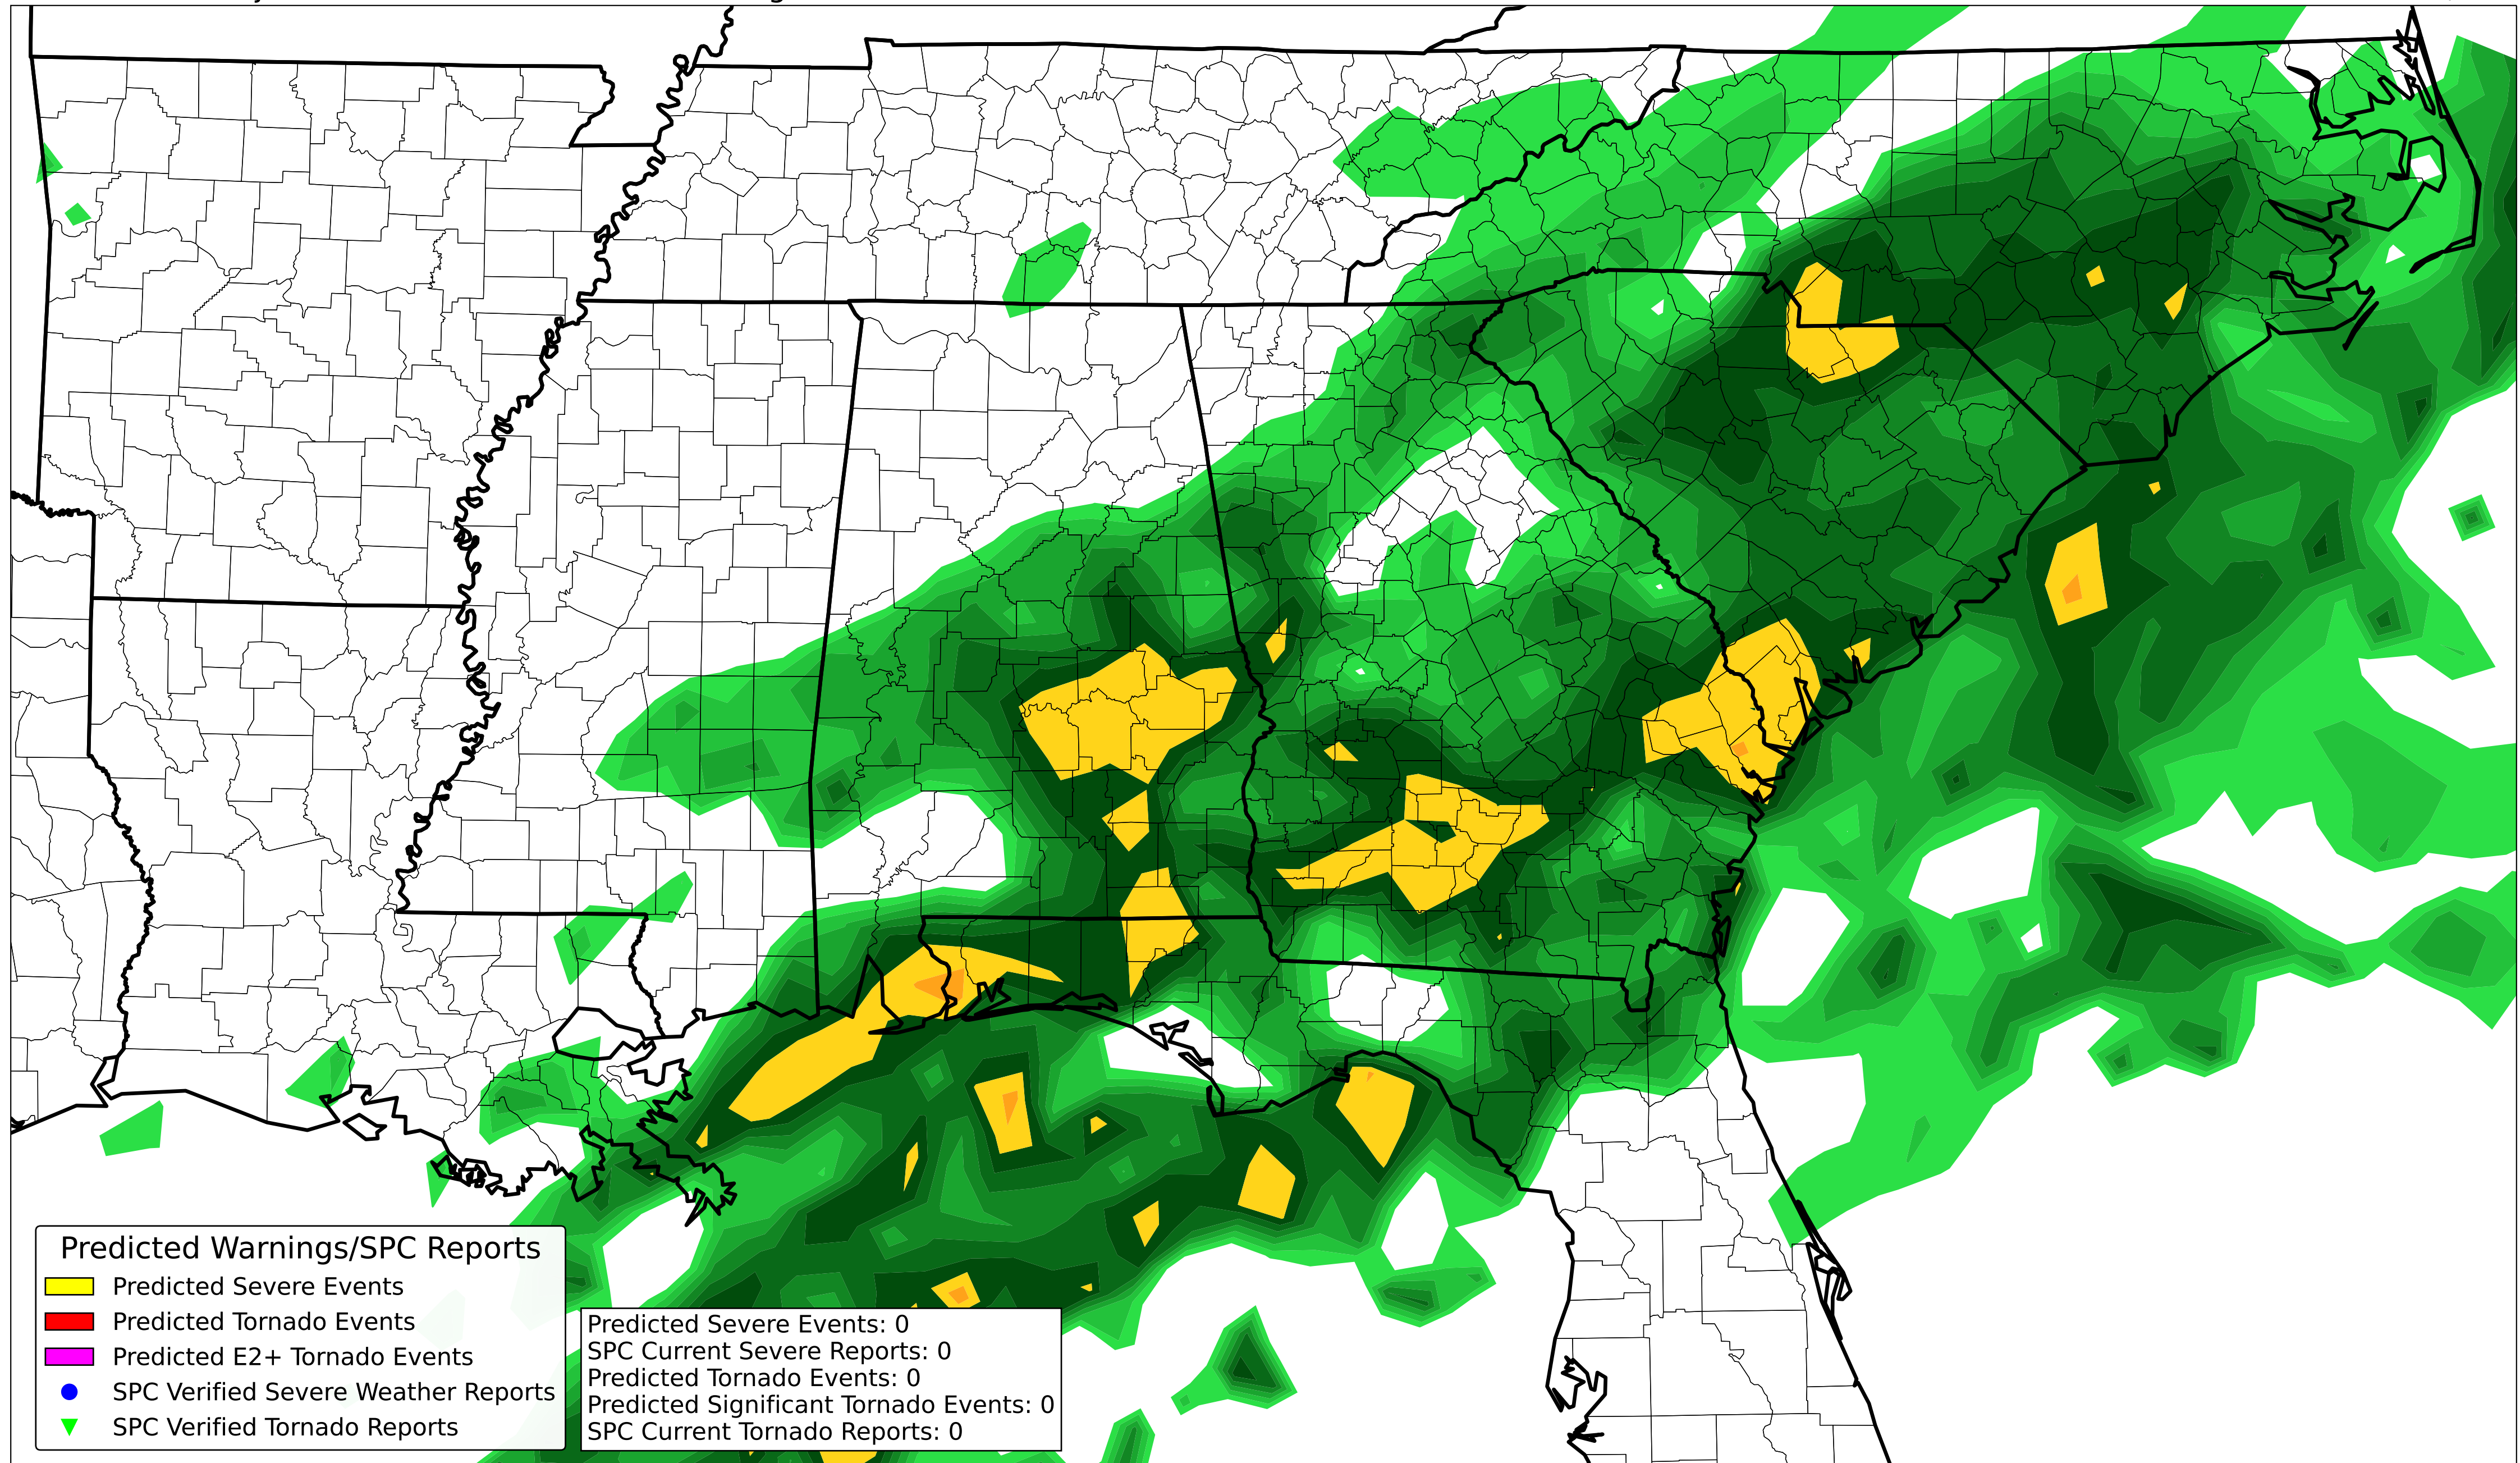 Predicted Warnings/SPC Reports
Predicted Severe Events
Predicted Tornado Events
Predicted E2+ Tornado Events
SPC Verified Severe Weather Reports
SPC Verified Tornado Reports
Predicted Severe Events: 0
SPC Current Severe Reports: 0
Predicted Tornado Events: 0
Predicted Significant Tornado Events: 0
SPC Current Tornado Reports: 0